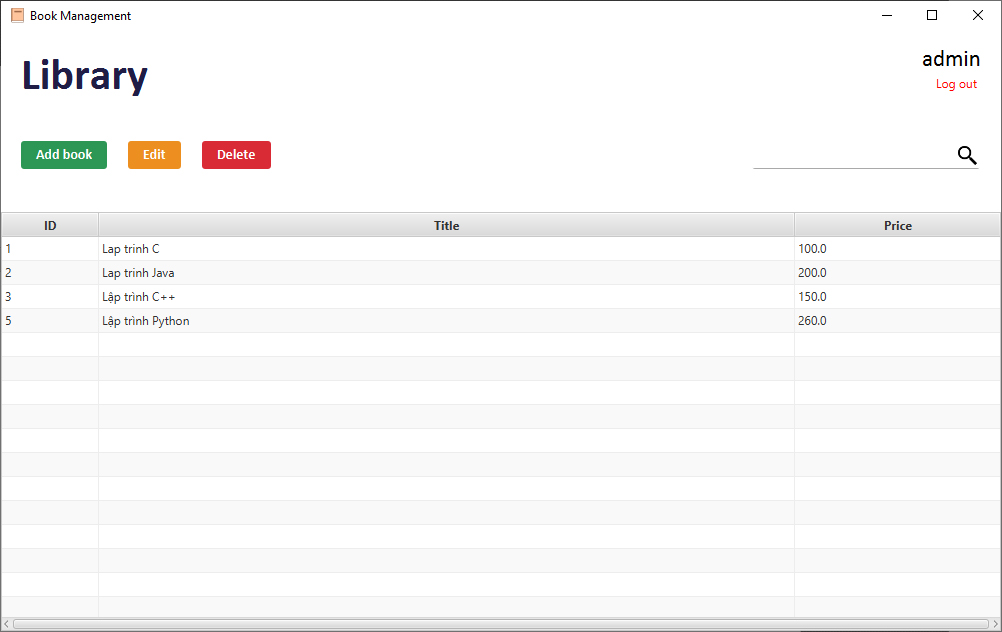 Book Management
Library
admin
Log out
Add book Edit Delete
ID Title Price
1 Lap trinh C 100.0
2 Lap trinh Java 200.0
3 Lập trình C++ 150.0
5 Lập trình Python 260.0